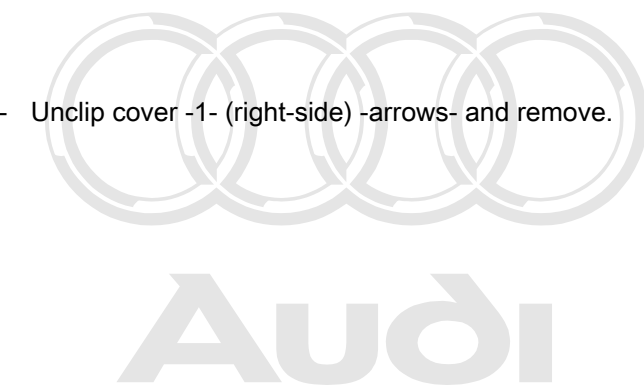 - Unclip cover -1- (right-side) -arrows- and remove.
Audi